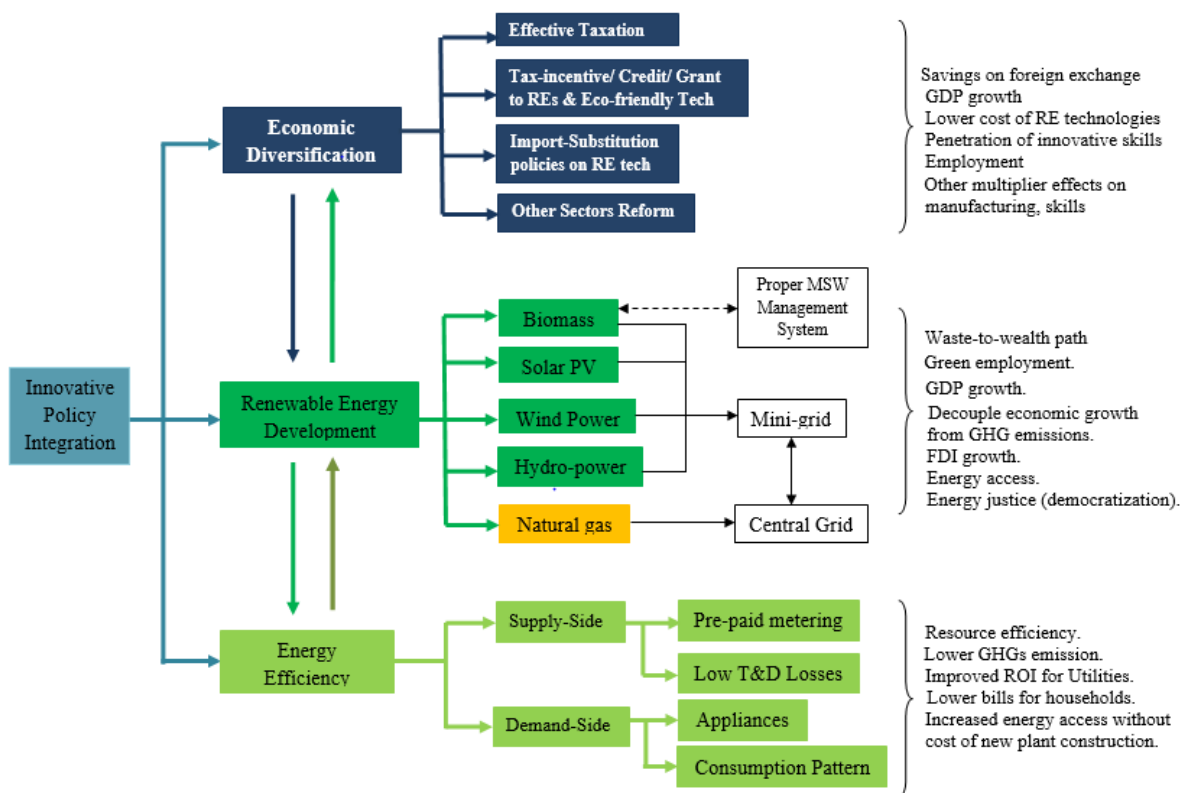 Effective Taxation
Tax-incentive/ Credit/ Grant
to REs & Eco-friendly Tech
Economic
Diversification
Import-Substitution
policies on RE tech
Other Sectors Reform
Savings on foreign exchange
GDP growth
Lower cost of RE technologies
Penetration of innovative skills
Employment
Other multiplier effects on
manufacturing, skills
Innovative
Policy
Integration
Renewable Energy
Development
Biomass
Solar PV
Wind Power
Hydro-power
Natural gas
Proper MSW
Management
System
Mini-grid
Central Grid
Waste-to-wealth path
Green employment.
GDP growth.
Decouple economic growth
from GHG emissions.
FDI growth.
Energy access.
Energy justice (democratization).
Energy
Efficiency
Supply-Side
Demand-Side
Pre-paid metering
Low T&D Losses
Appliances
Consumption Pattern
Resource efficiency.
Lower GHGs emission.
Improved ROI for Utilities.
Lower bills for households.
Increased energy access without
cost of new plant construction.